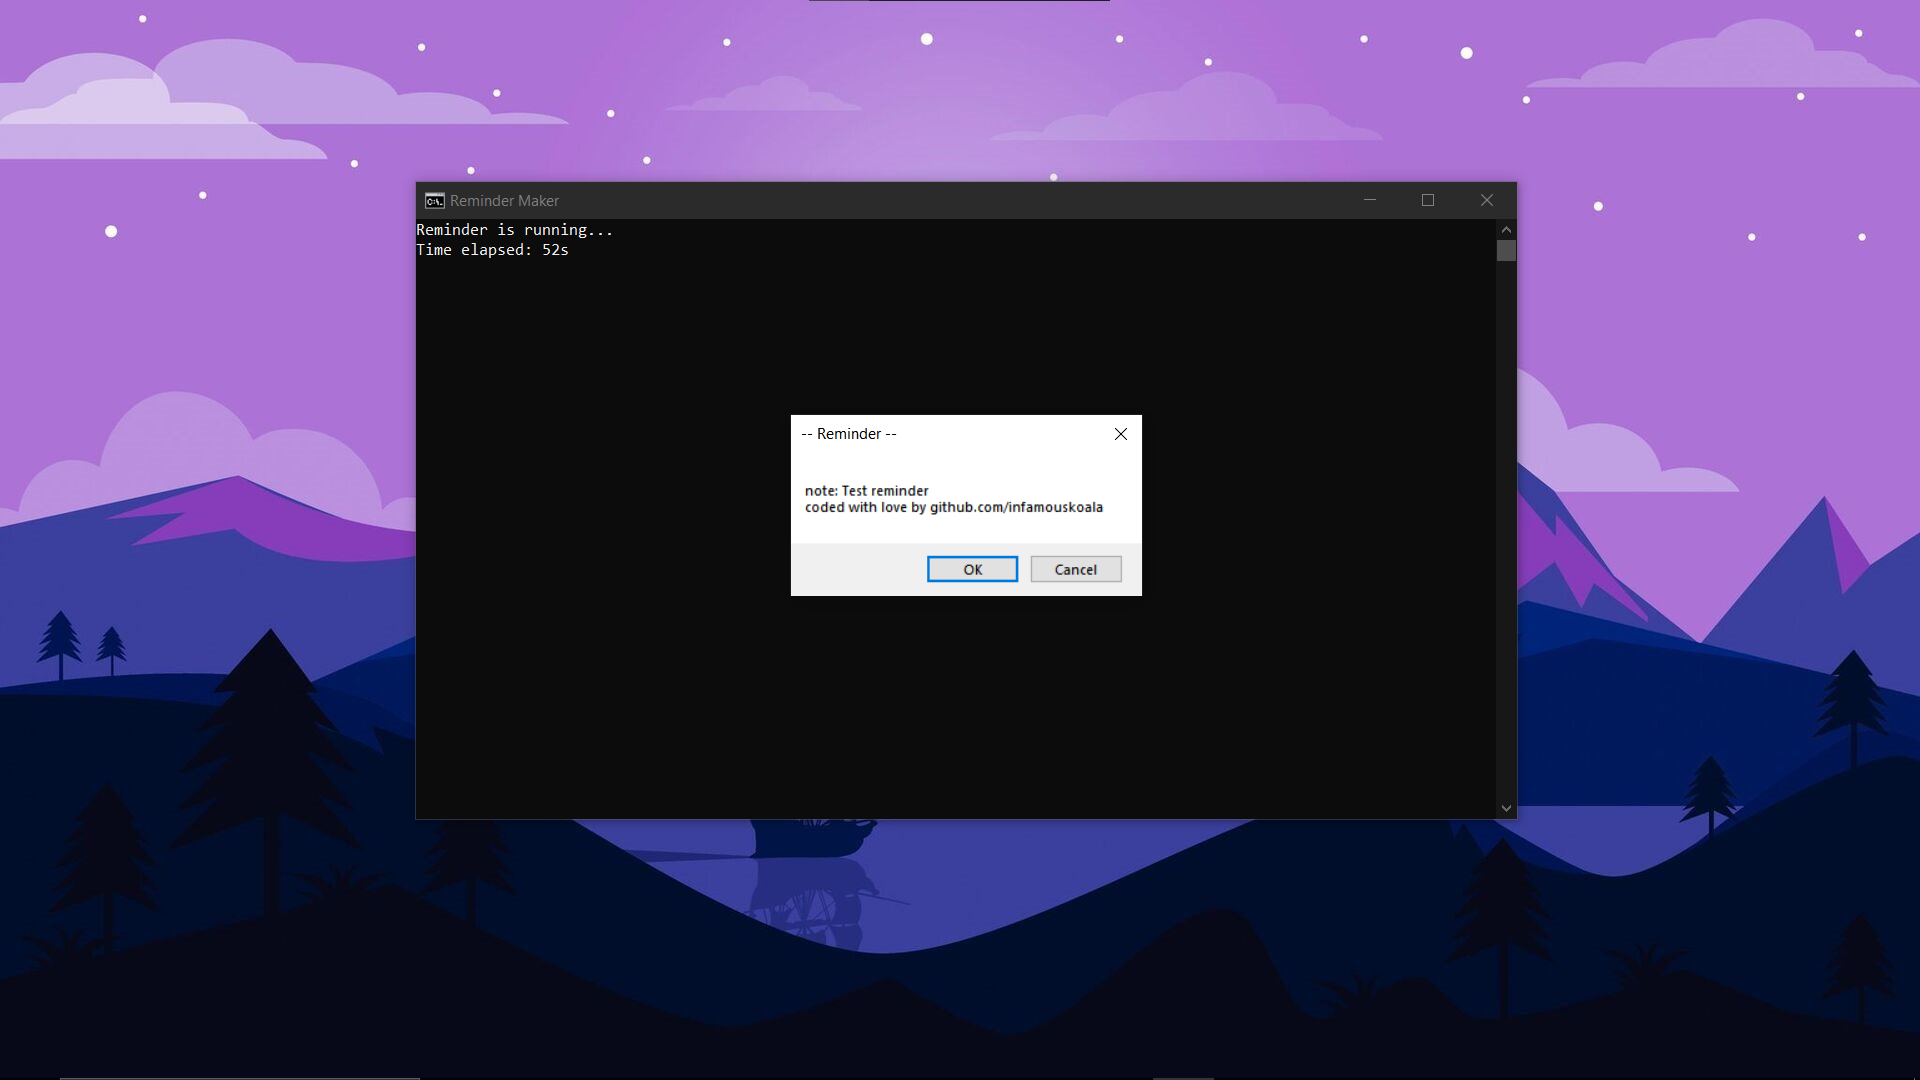 Reminder Maker
Reminder is running...
Time elapsed: 52s
-- Reminder --
note: Test reminder
coded with love by github.com/infamouskoala
OK
Cancel